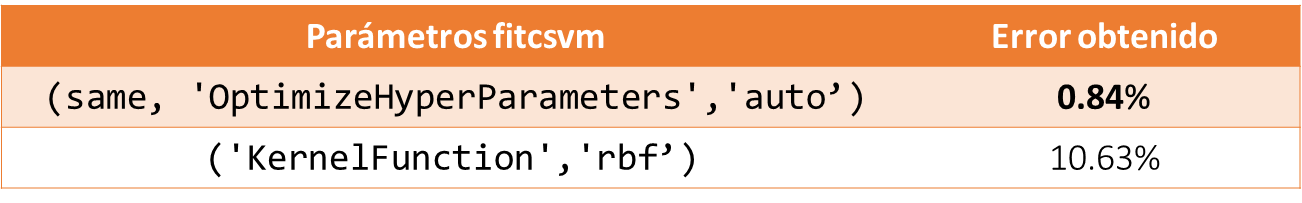 Parámetros fitcsvm Error obtenido
(same, 'OptimizeHyperParameters','auto’) 0.84%
('KernelFunction','rbf’) 10.63%